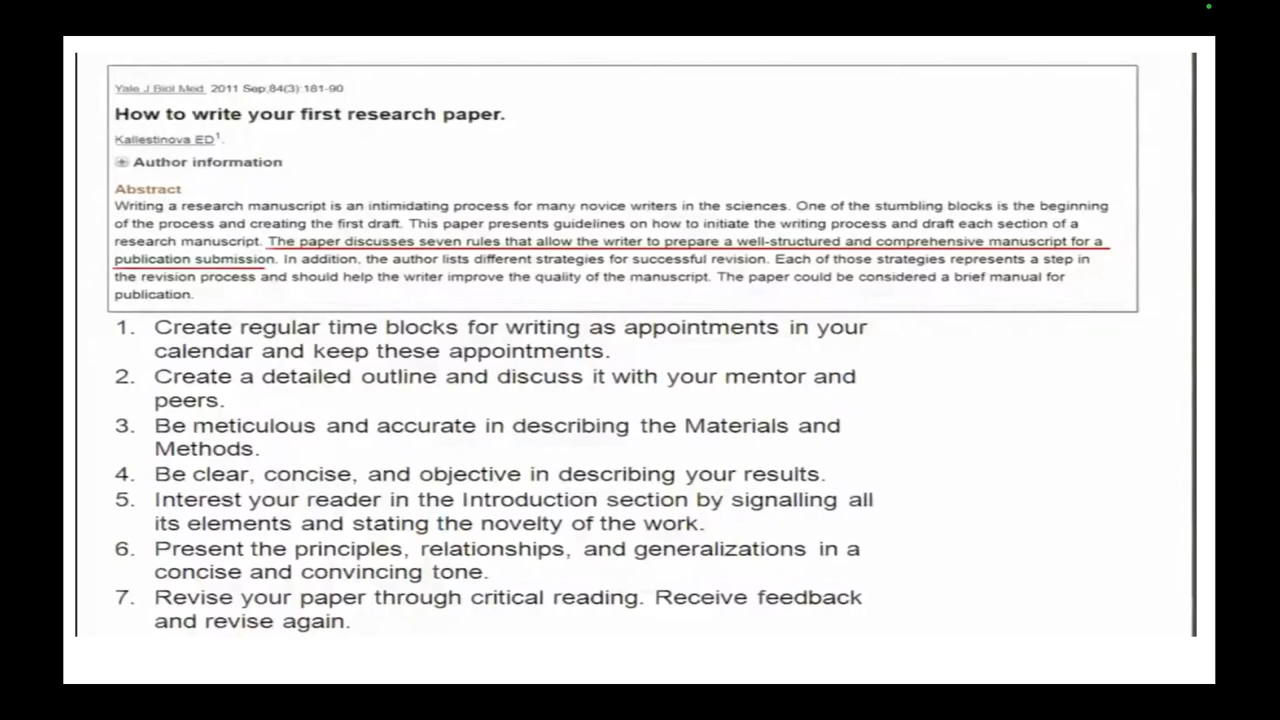 Yale J Biol Med. 2011 Sep;84(3):181-90
How to write your first research paper.
Kallestinova ED1.
Author information
Abstract
Writing a research manuscript is an intimidating process for many novice writers in the sciences. One of the stumbling blocks is the beginning
of the process and creating the first draft. This paper presents guidelines on how to initiate the writing process and draft each section of a
research manuscript. The paper discusses seven rules that allow the writer to prepare a well-structured and comprehensive manuscript for a
publication submission. In addition, the author lists different strategies for successful revision. Each of those strategies represents a step in
the revision process and should help the writer improve the quality of the manuscript. The paper could be considered a brief manual for
publication.
1. Create regular time blocks for writing as appointments in your
calendar and keep these appointments.
2. Create a detailed outline and discuss it with your mentor and
peers.
3. Be meticulous and accurate in describing the Materials and
Methods.
4. Be clear, concise, and objective in describing your results.
5. Interest your reader in the Introduction section by signalling all
its elements and stating the novelty of the work.
6. Present the principles, relationships, and generalizations in a
concise and convincing tone.
7. Revise your paper through critical reading. Receive feedback
and revise again.